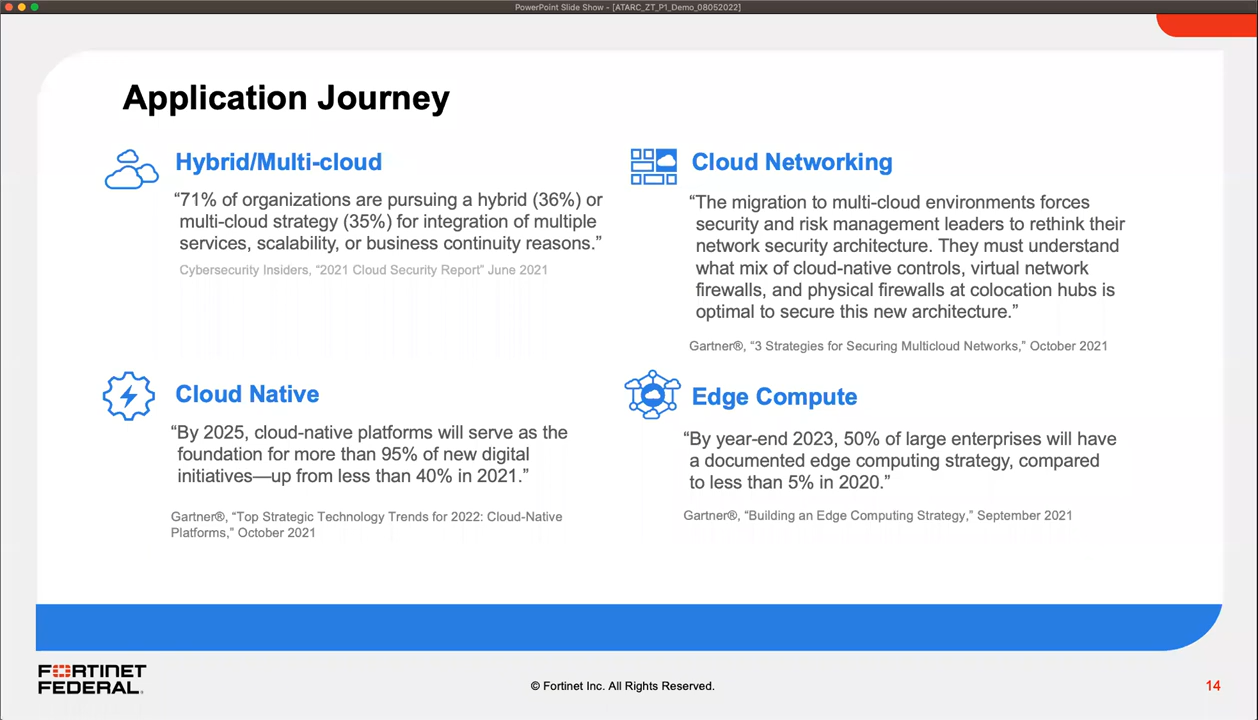 PowerPoint Slide Show - [ATARC_ZT_P1_Demo_08052022]
Application Journey
Hybrid/Multi-cloud
“71% of organizations are pursuing a hybrid (36%) or
multi-cloud strategy (35%) for integration of multiple
services, scalability, or business continuity reasons.”
Cybersecurity Insiders, “2021 Cloud Security Report” June 2021
Cloud Networking
“The migration to multi-cloud environments forces
security and risk management leaders to rethink their
network security architecture. They must understand
what mix of cloud-native controls, virtual network
firewalls, and physical firewalls at colocation hubs is
optimal to secure this new architecture.”
Gartner®, “3 Strategies for Securing Multicloud Networks,” October 2021
Cloud Native
“By 2025, cloud-native platforms will serve as the
foundation for more than 95% of new digital
initiatives—up from less than 40% in 2021.”
Gartner®, “Top Strategic Technology Trends for 2022: Cloud-Native
Platforms,” October 2021
Edge Compute
“By year-end 2023, 50% of large enterprises will have
a documented edge computing strategy, compared
to less than 5% in 2020.”
Gartner®, “Building an Edge Computing Strategy,” September 2021
FORTINET
FEDERAL
© Fortinet Inc. All Rights Reserved.
14